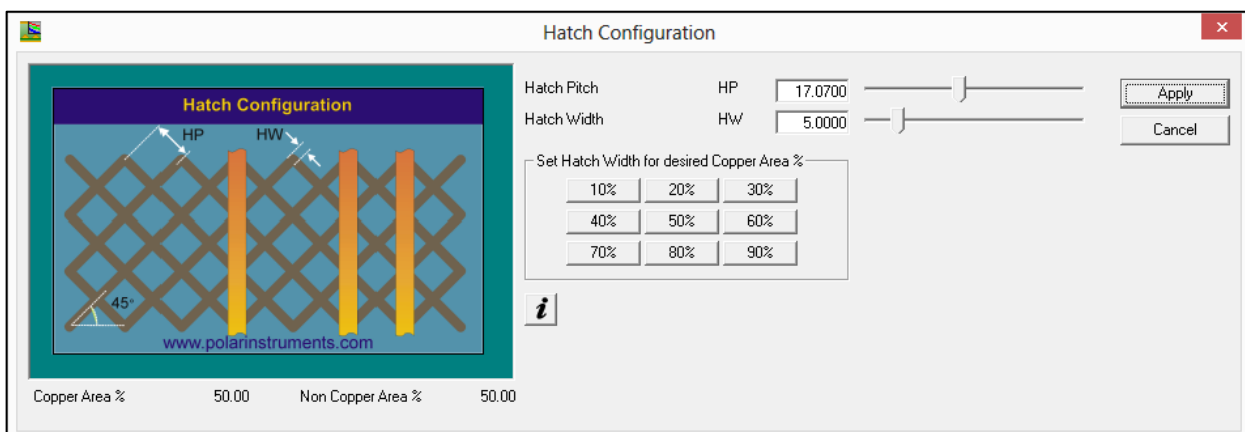 Hatch Configuration
Hatch Configuration
HP
HW
45°
www.polarinstruments.com
Copper Area %    50.00    Non Copper Area %    50.00
Hatch Pitch    HP    17.0700
Hatch Width    HW    5.0000
Set Hatch Width for desired Copper Area %
10%    20%    30%
40%    50%    60%
70%    80%    90%
i
Apply
Cancel